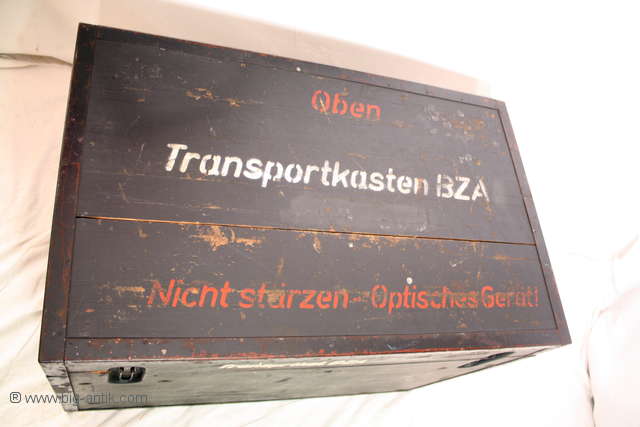 Oben
Transportkasten BZA
Nicht stürzen - Optisches Gerät!
® www.big-antik.com